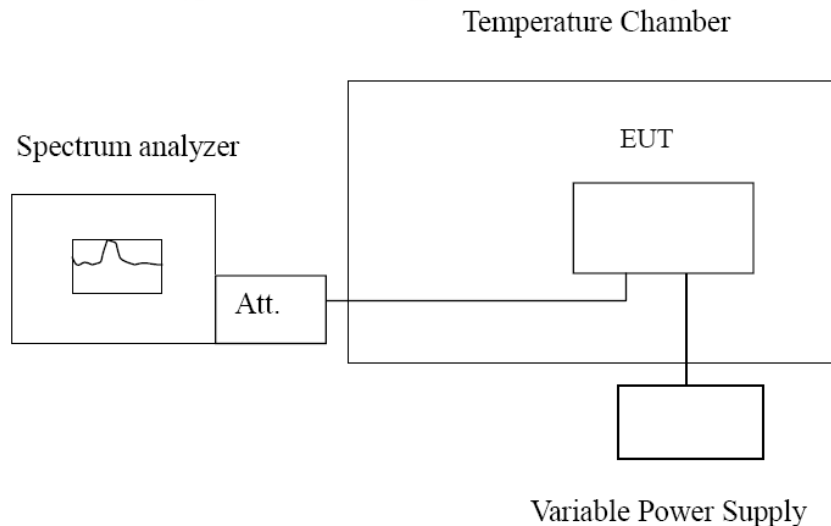 Temperature Chamber
Spectrum analyzer
EUT
Att.
Variable Power Supply